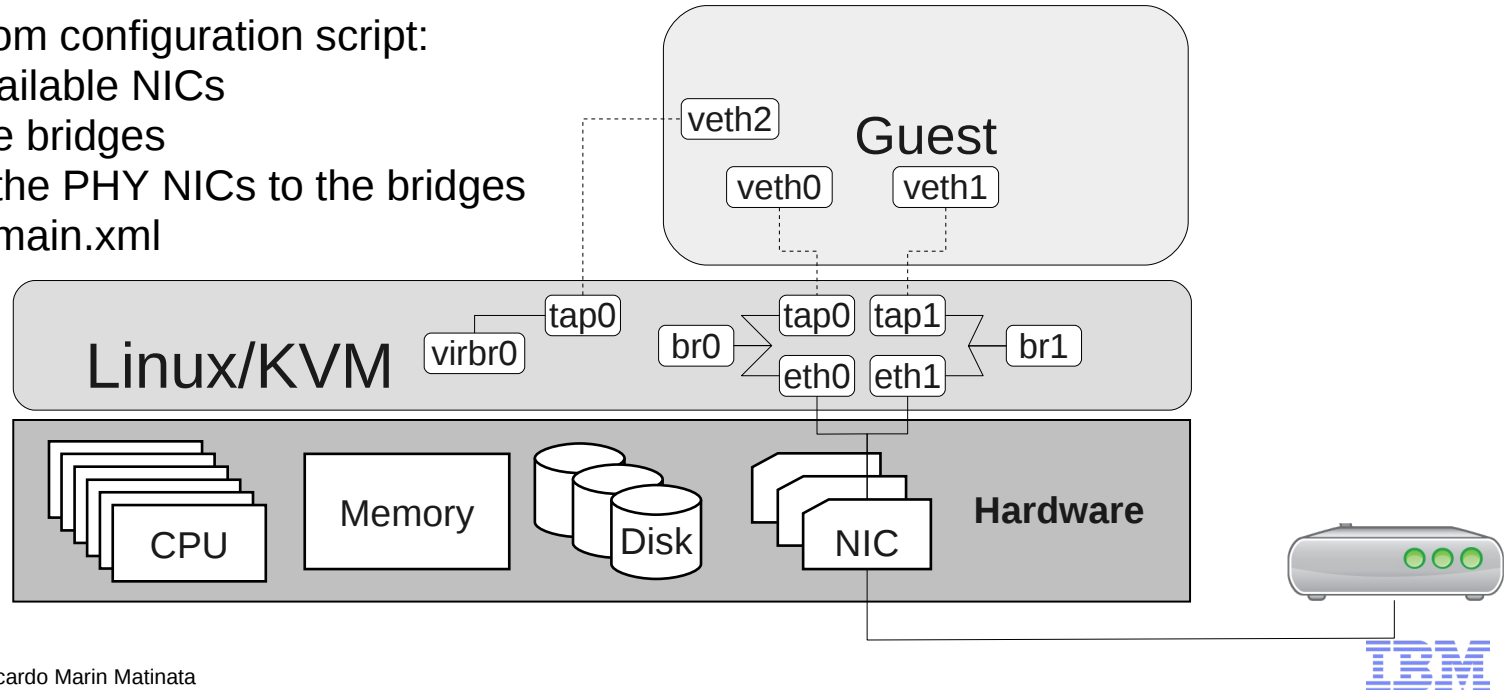 om configuration script:
ailable NICs
e bridges
the PHY NICs to the bridges
main.xml
veth2
Guest
veth0
veth1
tap0
tap0
tap1
virbr0
br0
br1
Linux/KVM
eth0
eth1
CPU
Memory
Disk
NIC
Hardware
cardo Marin Matinata
IBM